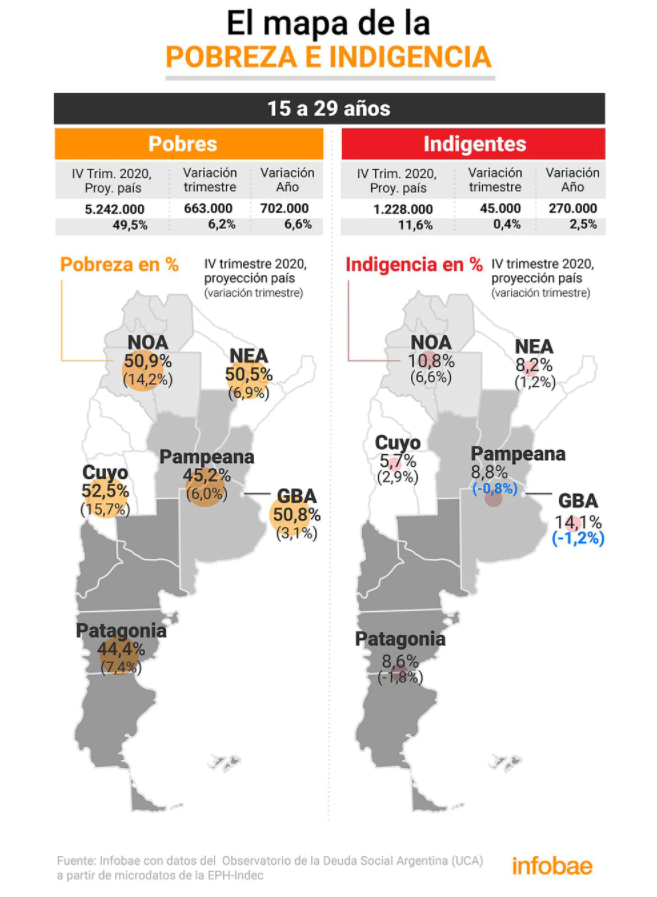 El mapa de la
POBREZA E INDIGENCIA
15 a 29 años
Pobres
IV Trim. 2020,
Proy. país
Variación
trimestre
Variación
Año
5.242.000
663.000
702.000
49,5%
6,2%
6,6%
Indigentes
IV Trim. 2020,
Proy. país
Variación
trimestre
Variación
Año
1.228.000
45.000
270.000
11,6%
0,4%
2,5%
Pobreza en %
IV trimestre 2020,
proyección país
(variación trimestre)
NOA
50,9%
(14,2%)
NEA
50,5%
(6,9%)
Pampeana
45,2%
(6,0%)
Cuyo
52,5%
(15,7%)
GBA
50,8%
(3,1%)
Patagonia
44,4%
(7,4%)
Indigencia en %
IV trimestre 2020,
proyección país
(variación trimestre)
NOA
10,8%
(6,6%)
NEA
8,2%
(1,2%)
Cuyo
5,7%
(2,9%)
Pampeana
8,8%
(-0,8%)
GBA
14,1%
(-1,2%)
Patagonia
8,6%
(-1,8%)
Fuente: Infobae con datos del Observatorio de la Deuda Social Argentina (UCA)
a partir de microdatos de la EPH-Indec
infobae